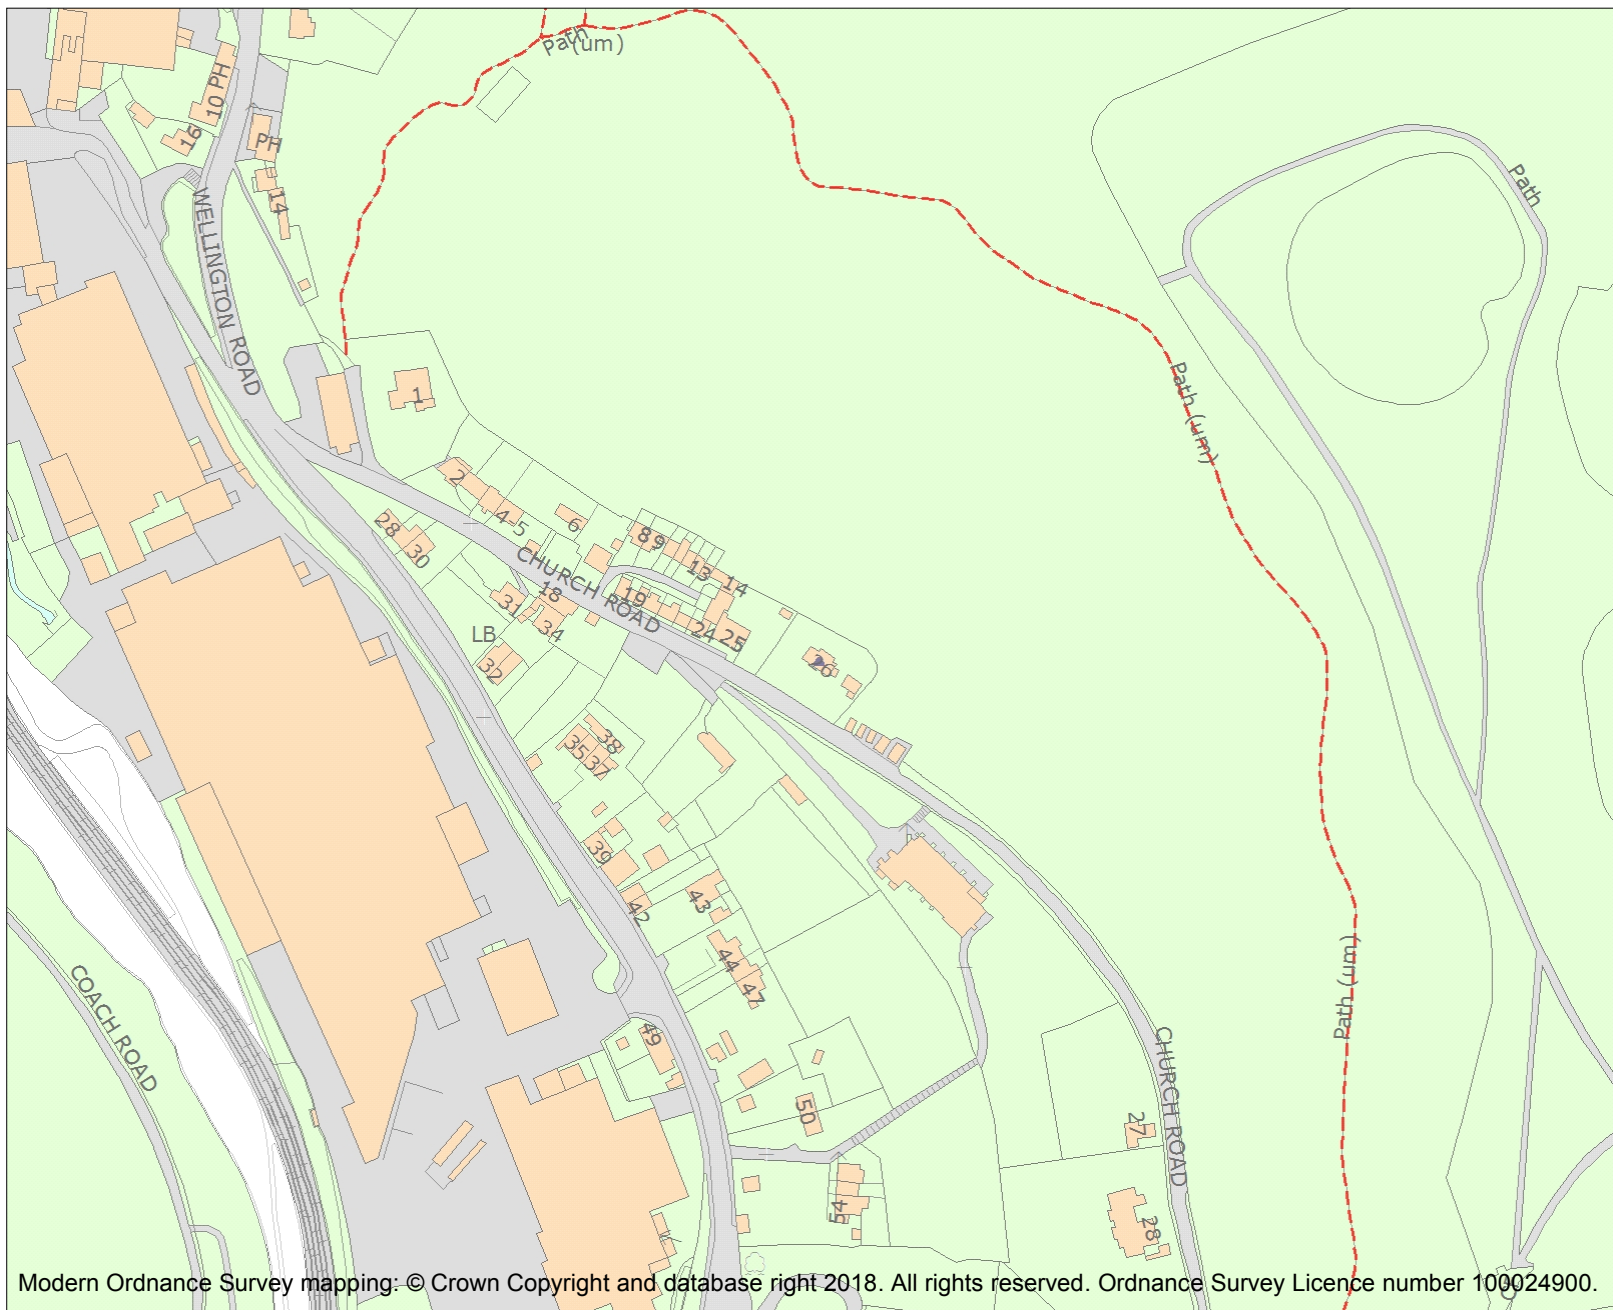 Path (um)
10 PH
16
PH
14
WELLINGTON ROAD
Path
1
Path (um)
2
4-5
6
8
9
13
14
28
30
CHURCH ROAD
18
19
31
34
24
25
LB
32
26
35
37
38
39
42
43
44
47
Path (um)
COACH ROAD
49
50
CHURCH ROAD
27
54
28
Modern Ordnance Survey mapping: © Crown Copyright and database right 2018. All rights reserved. Ordnance Survey Licence number 100024900.